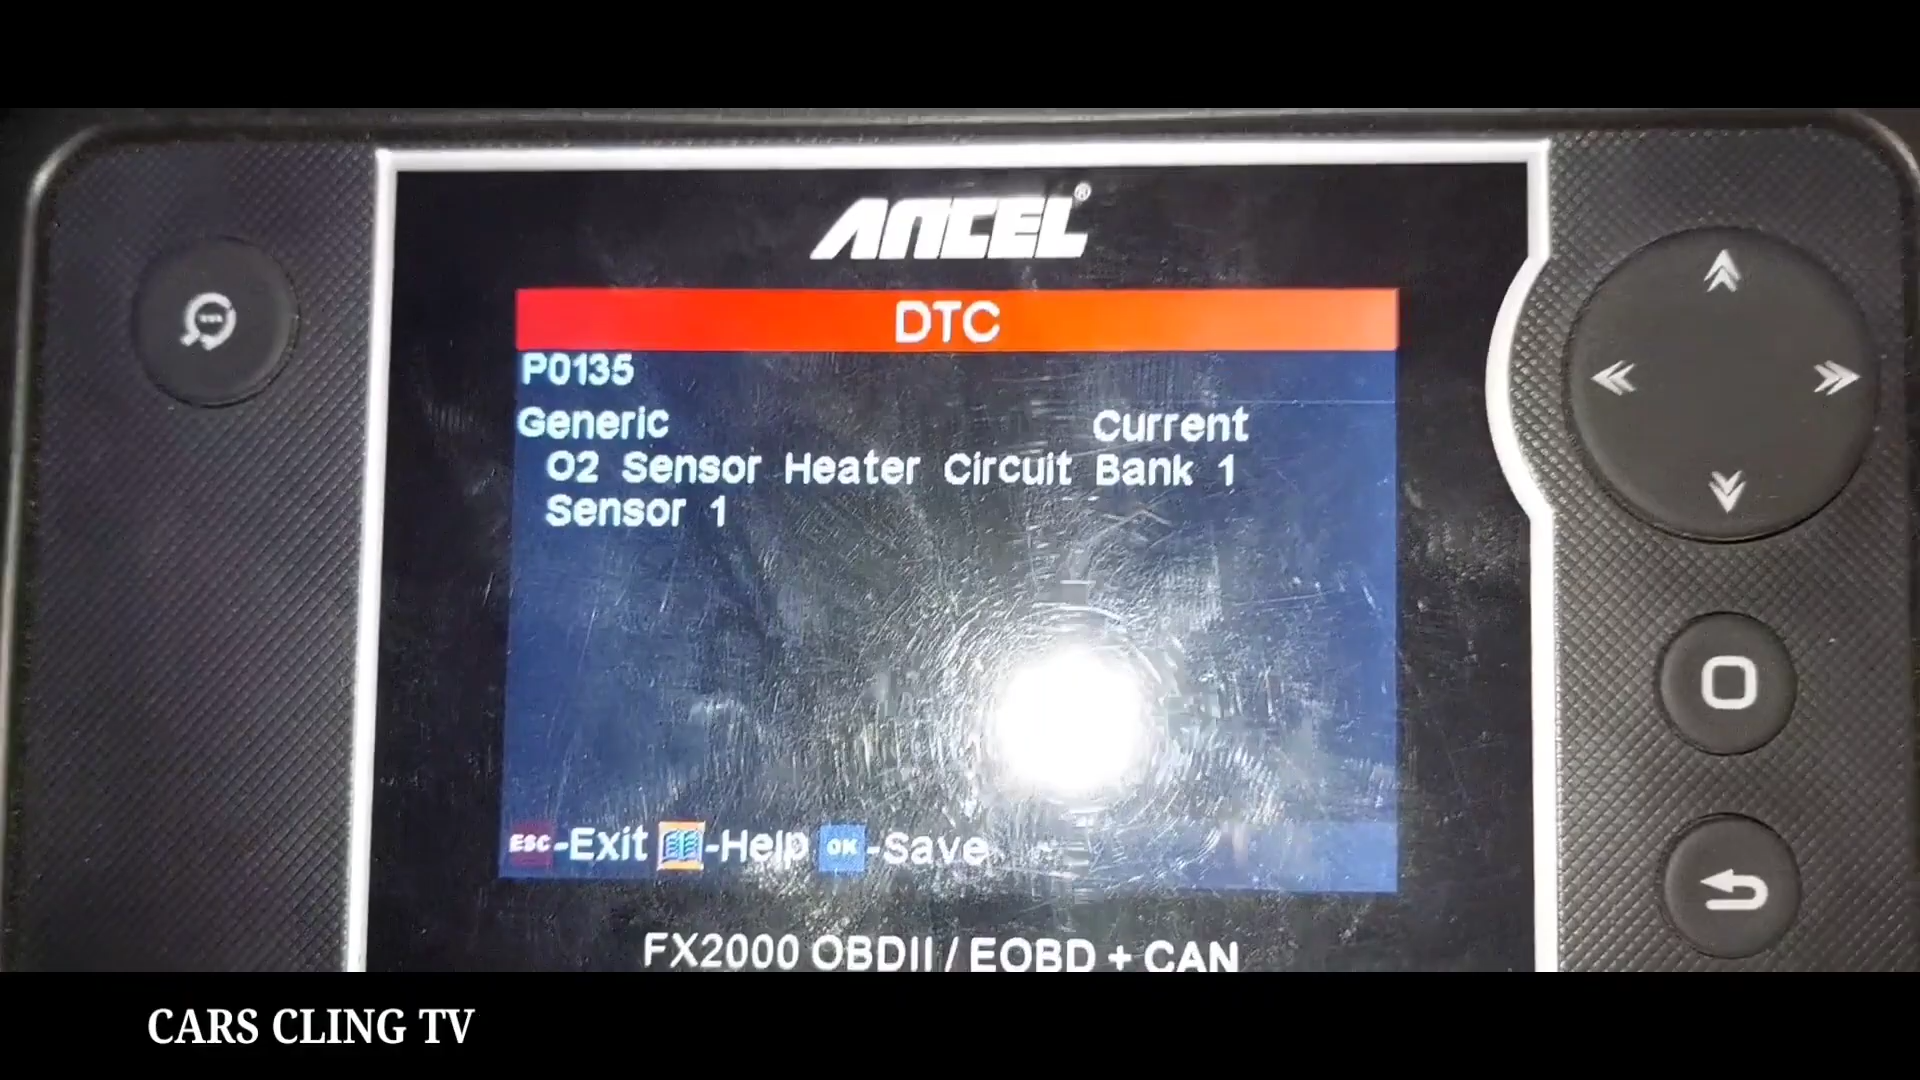 ANCEL®
DTC
P0135
Generic Current
O2 Sensor Heater Circuit Bank 1
Sensor 1
ESC-Exit -Help OK-Save
FX2000 OBDII / EOBD + CAN
CARS CLING TV